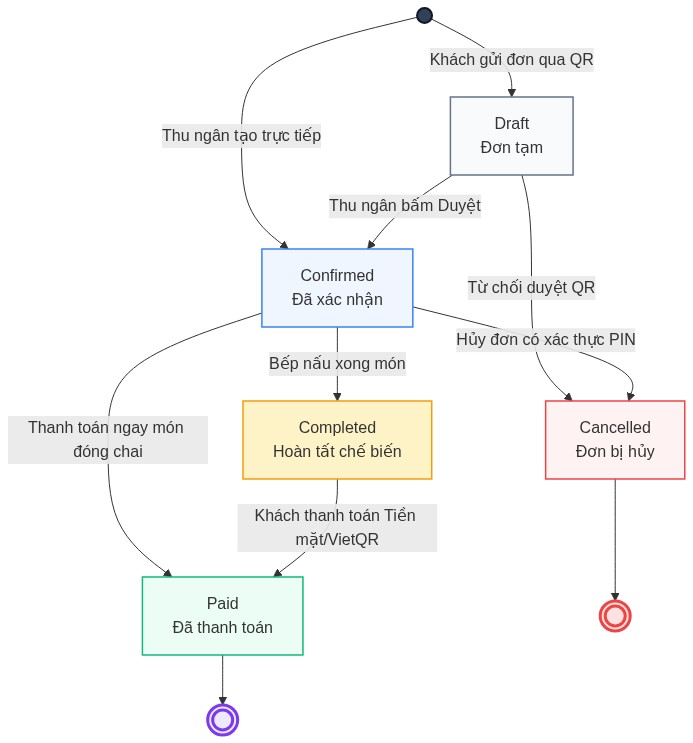 Khách gửi đơn qua QR
Draft
Đơn tạm
Thu ngân tạo trực tiếp
Thu ngân bấm Duyệt
Confirmed
Đã xác nhận
Từ chối duyệt QR
Hủy đơn có xác thực PIN
Bếp nấu xong món
Thanh toán ngay món
đóng chai
Completed
Hoàn tất chế biến
Cancelled
Đơn bị hủy
Khách thanh toán Tiền
mặt/VietQR
Paid
Đã thanh toán